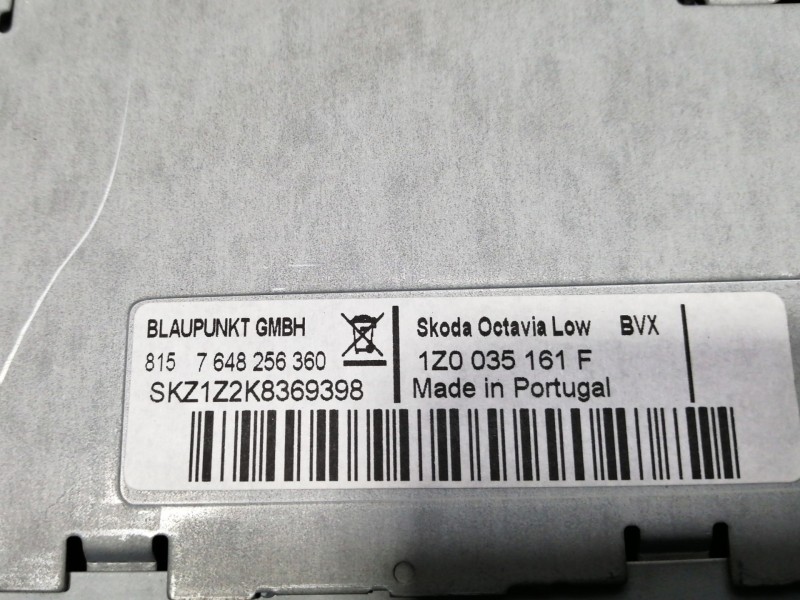 BLAUPUNKT GMBH
815 7 648 256 360
SKZ1Z2K8369398
Skoda Octavia Low BVX
1Z0 035 161 F
Made in Portugal